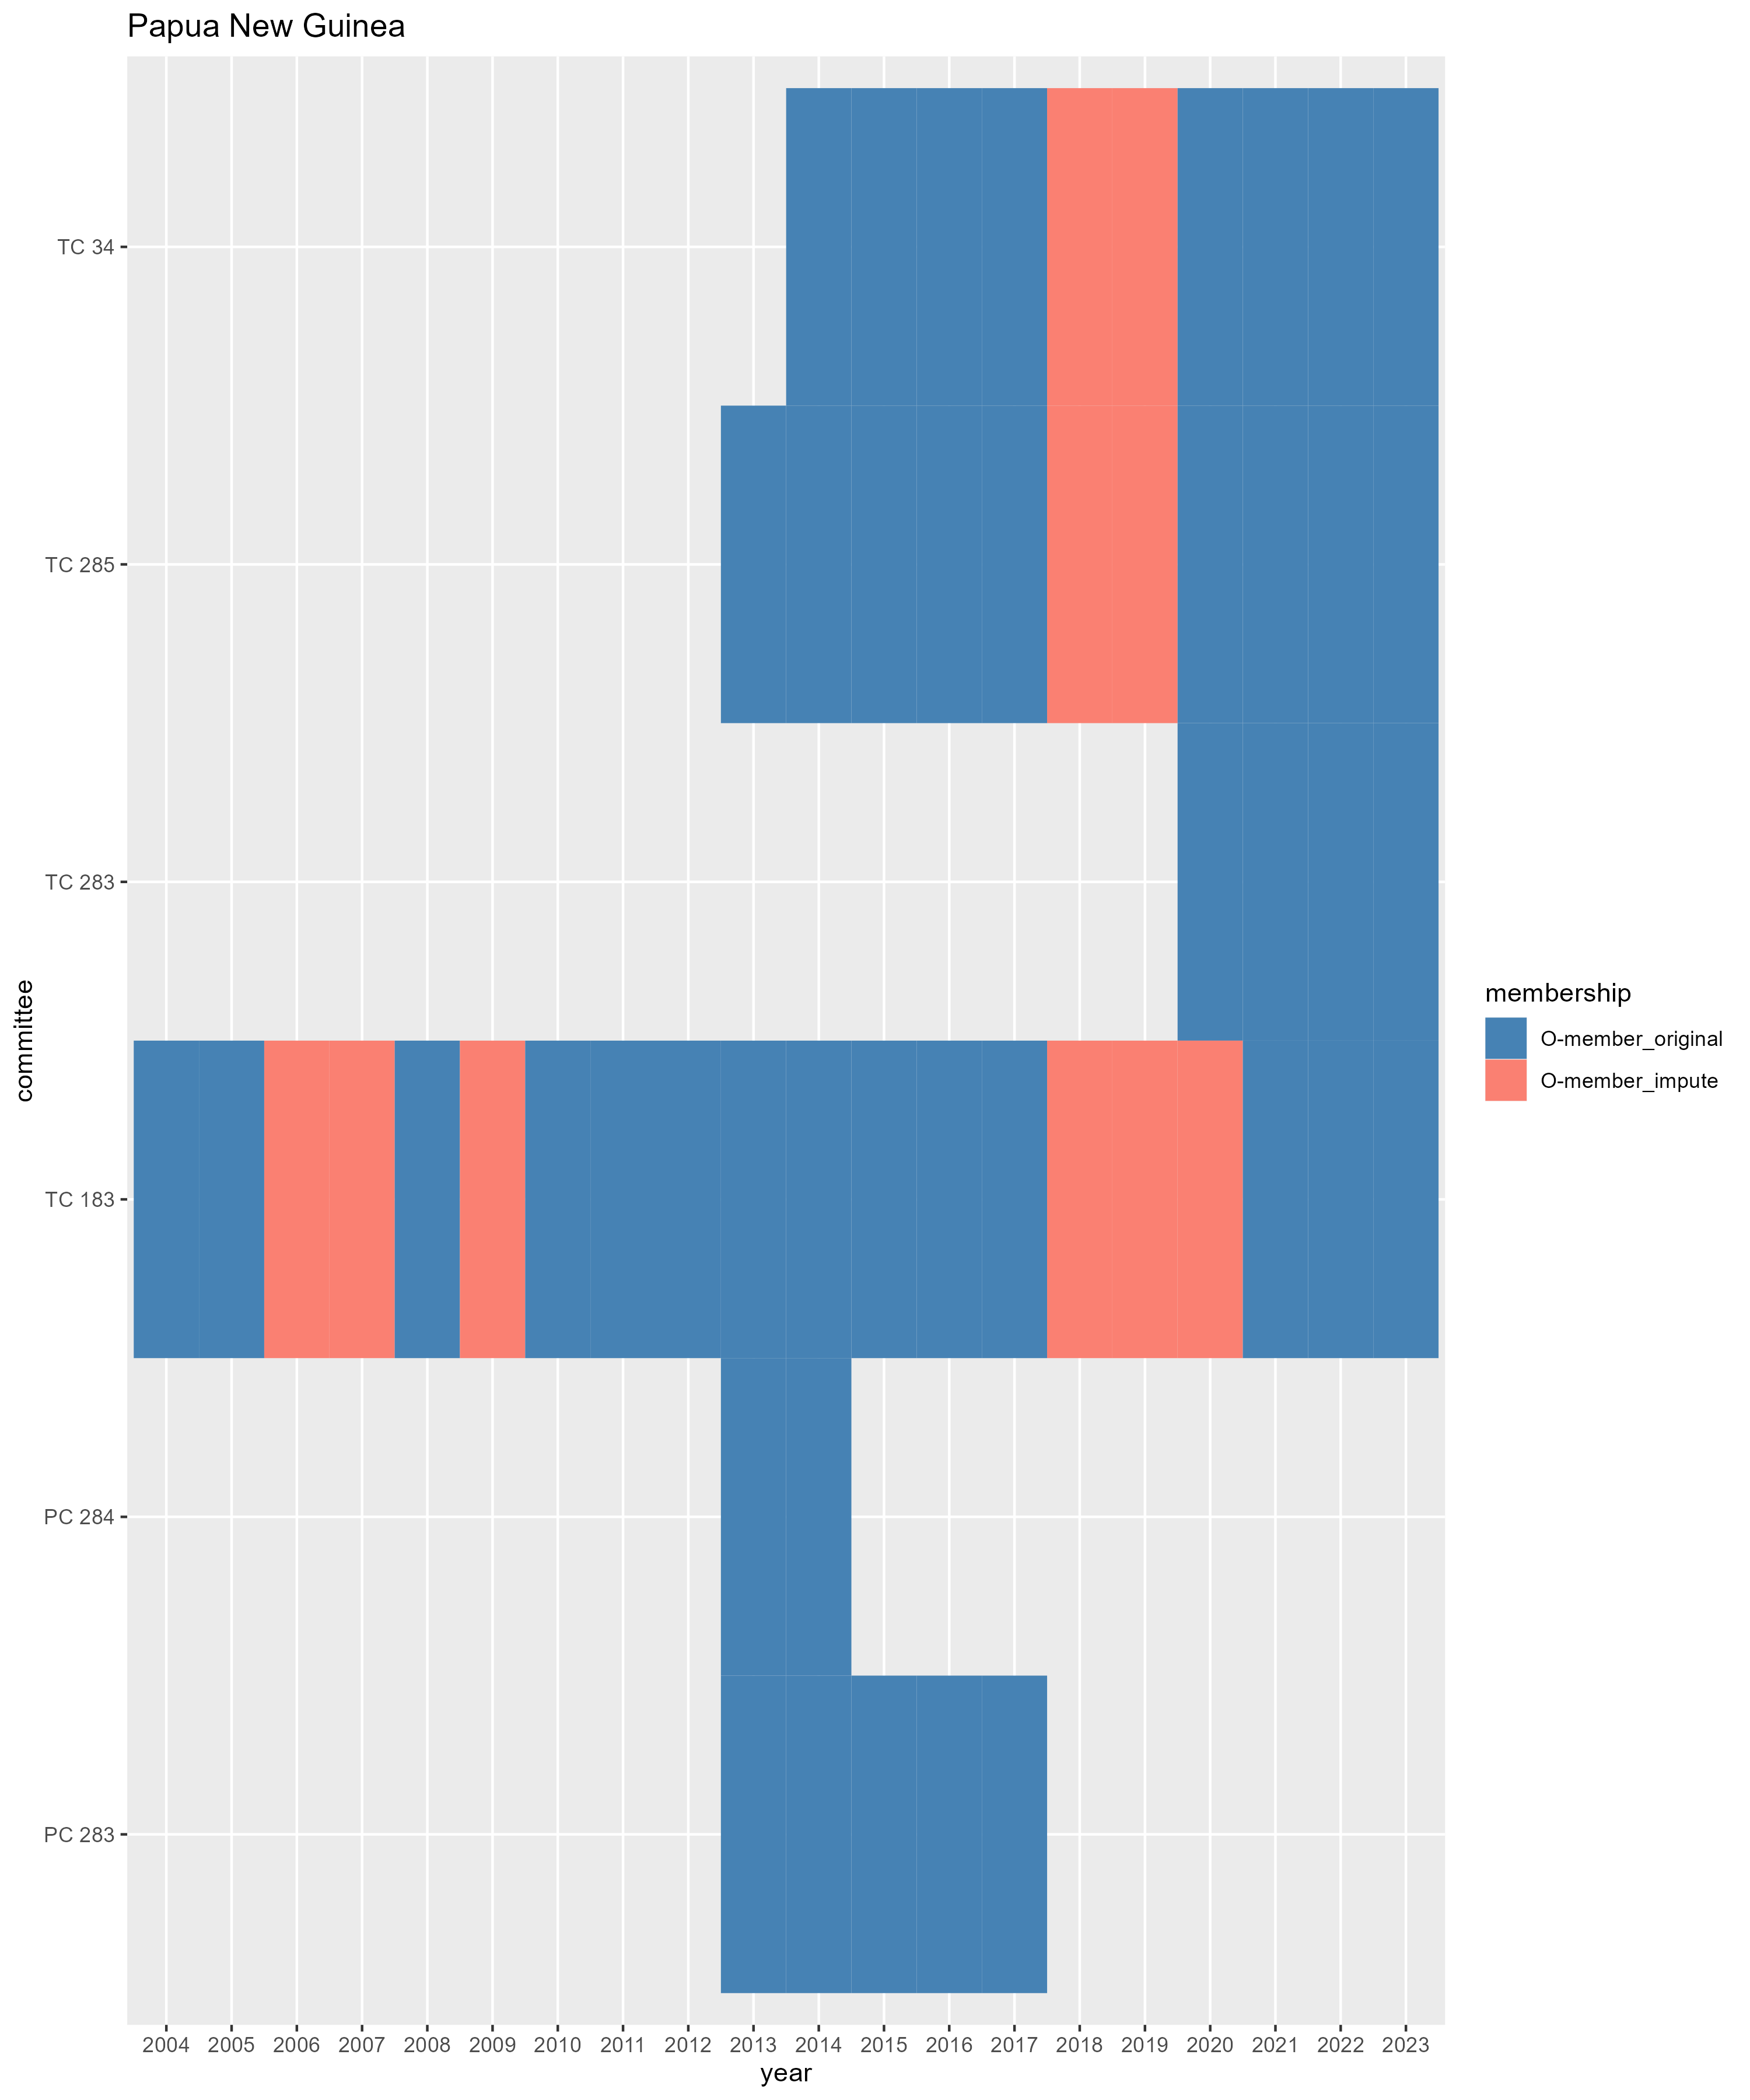 Papua New Guinea
TC 34
TC 285
TC 283
TC 183
PC 284
PC 283
committee
2004 2005 2006 2007 2008 2009 2010 2011 2012 2013 2014 2015 2016 2017 2018 2019 2020 2021 2022 2023
year
membership
O-member_original
O-member_impute